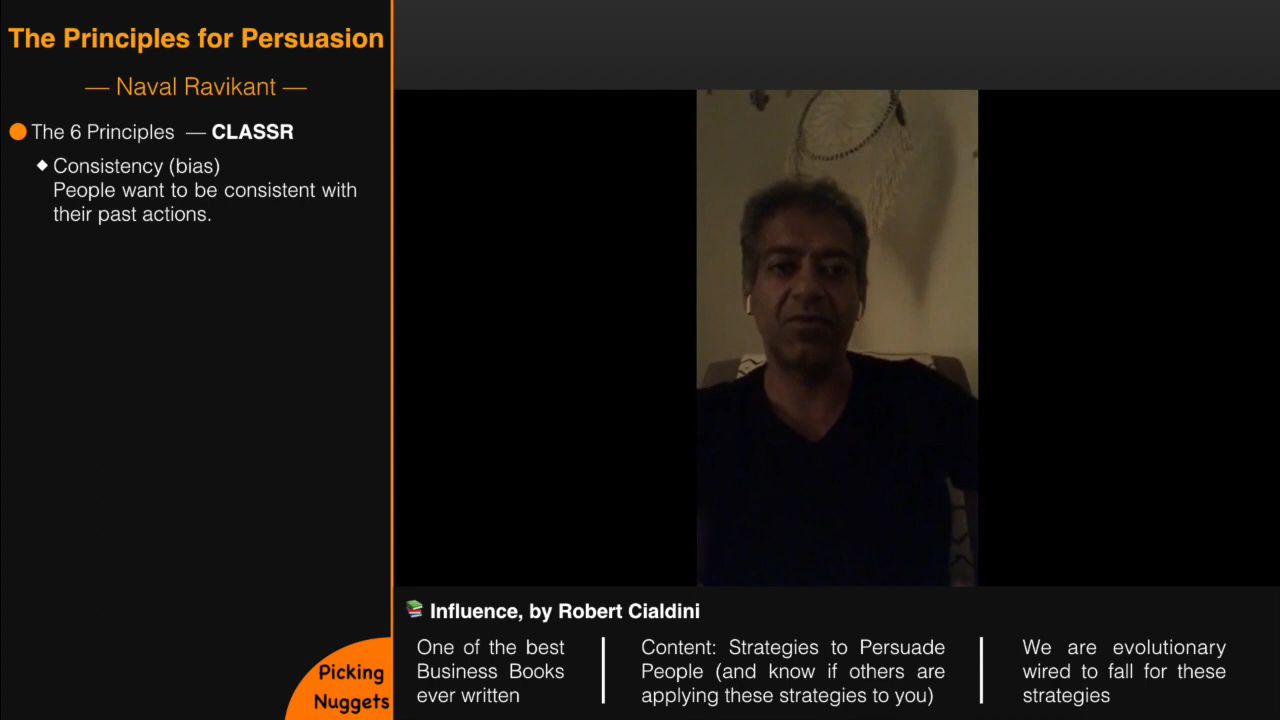 The Principles for Persuasion
— Naval Ravikant —
The 6 Principles — CLASSR
Consistency (bias)
People want to be consistent with
their past actions.
Picking
Nuggets
Influence, by Robert Cialdini
One of the best
Business Books
ever written
Content: Strategies to Persuade
People (and know if others are
applying these strategies to you)
We are evolutionary
wired to fall for these
strategies